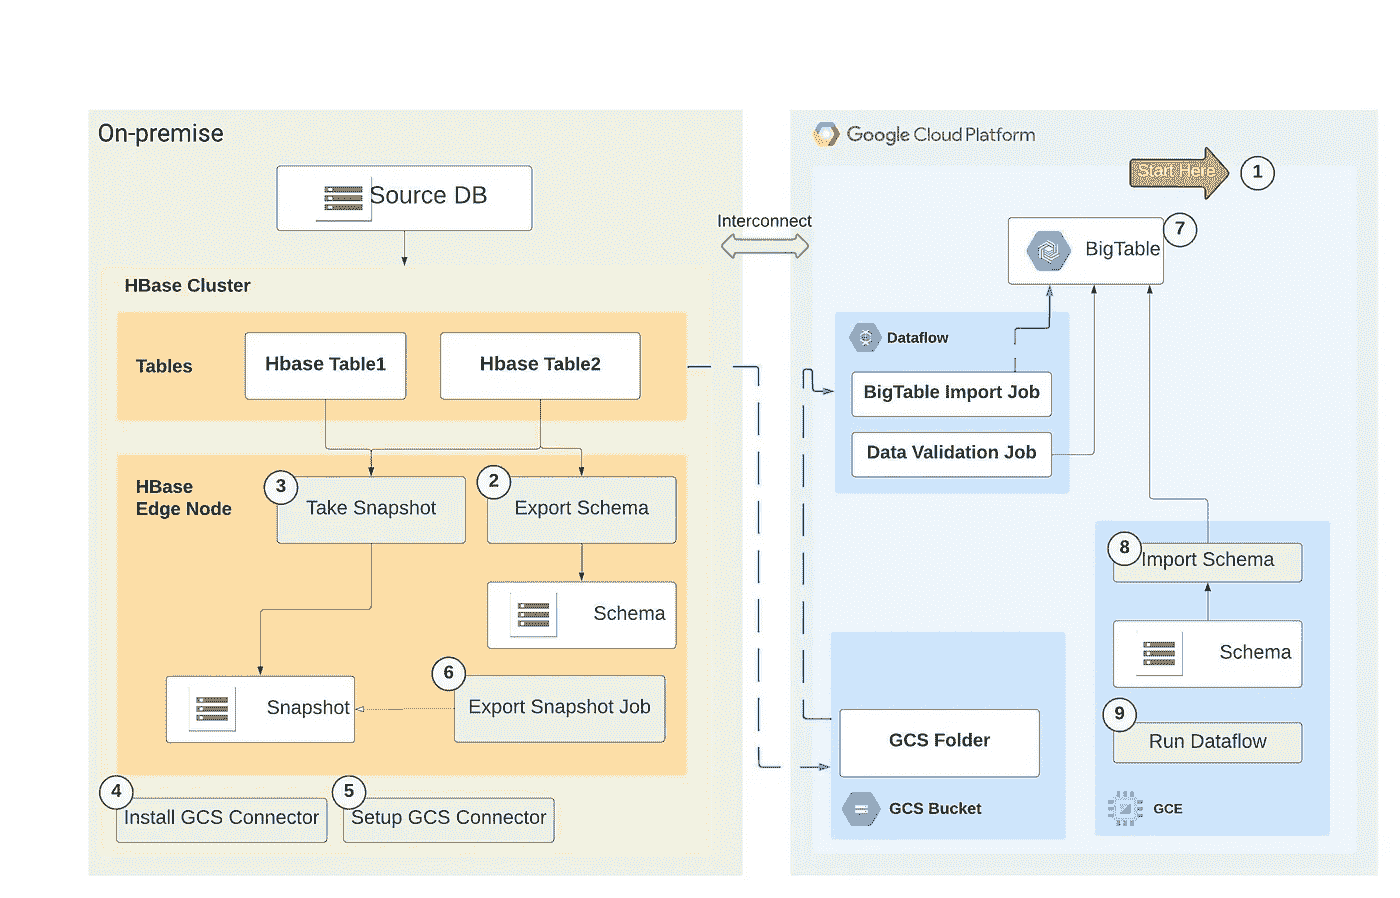 On-premise
Source DB
HBase Cluster
Tables
Hbase Table1
Hbase Table2
HBase
Edge Node
3
Take Snapshot
2
Export Schema
Schema
Snapshot
6
Export Snapshot Job
4
Install GCS Connector
5
Setup GCS Connector
Interconnect
Google Cloud Platform
Start Here
1
BigTable
7
Dataflow
BigTable Import Job
Data Validation Job
GCS Folder
GCS Bucket
8
Import Schema
Schema
9
Run Dataflow
GCE